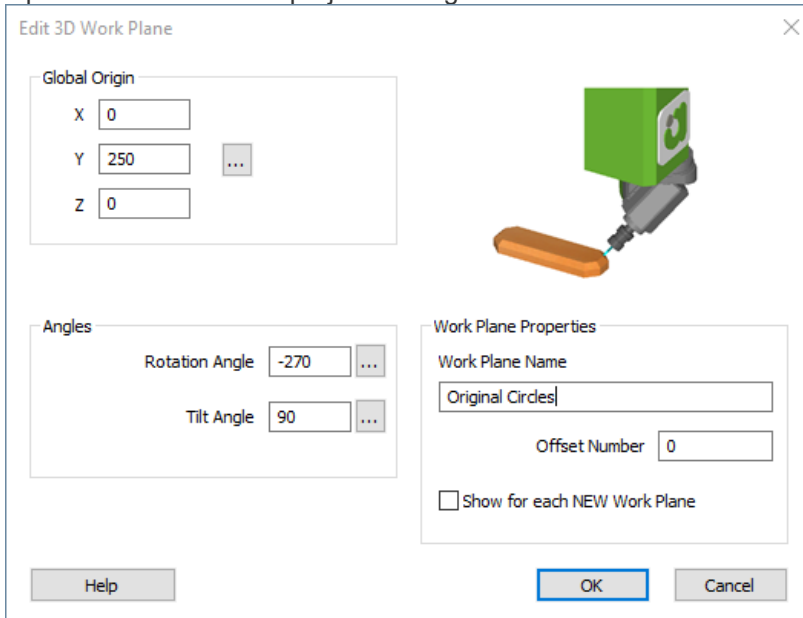 Edit 3D Work Plane
Global Origin
X 0
Y 250 ...
Z 0
Angles
Rotation Angle -270 ...
Tilt Angle 90 ...
Work Plane Properties
Work Plane Name
Original Circles
Offset Number 0
Show for each NEW Work Plane
Help OK Cancel